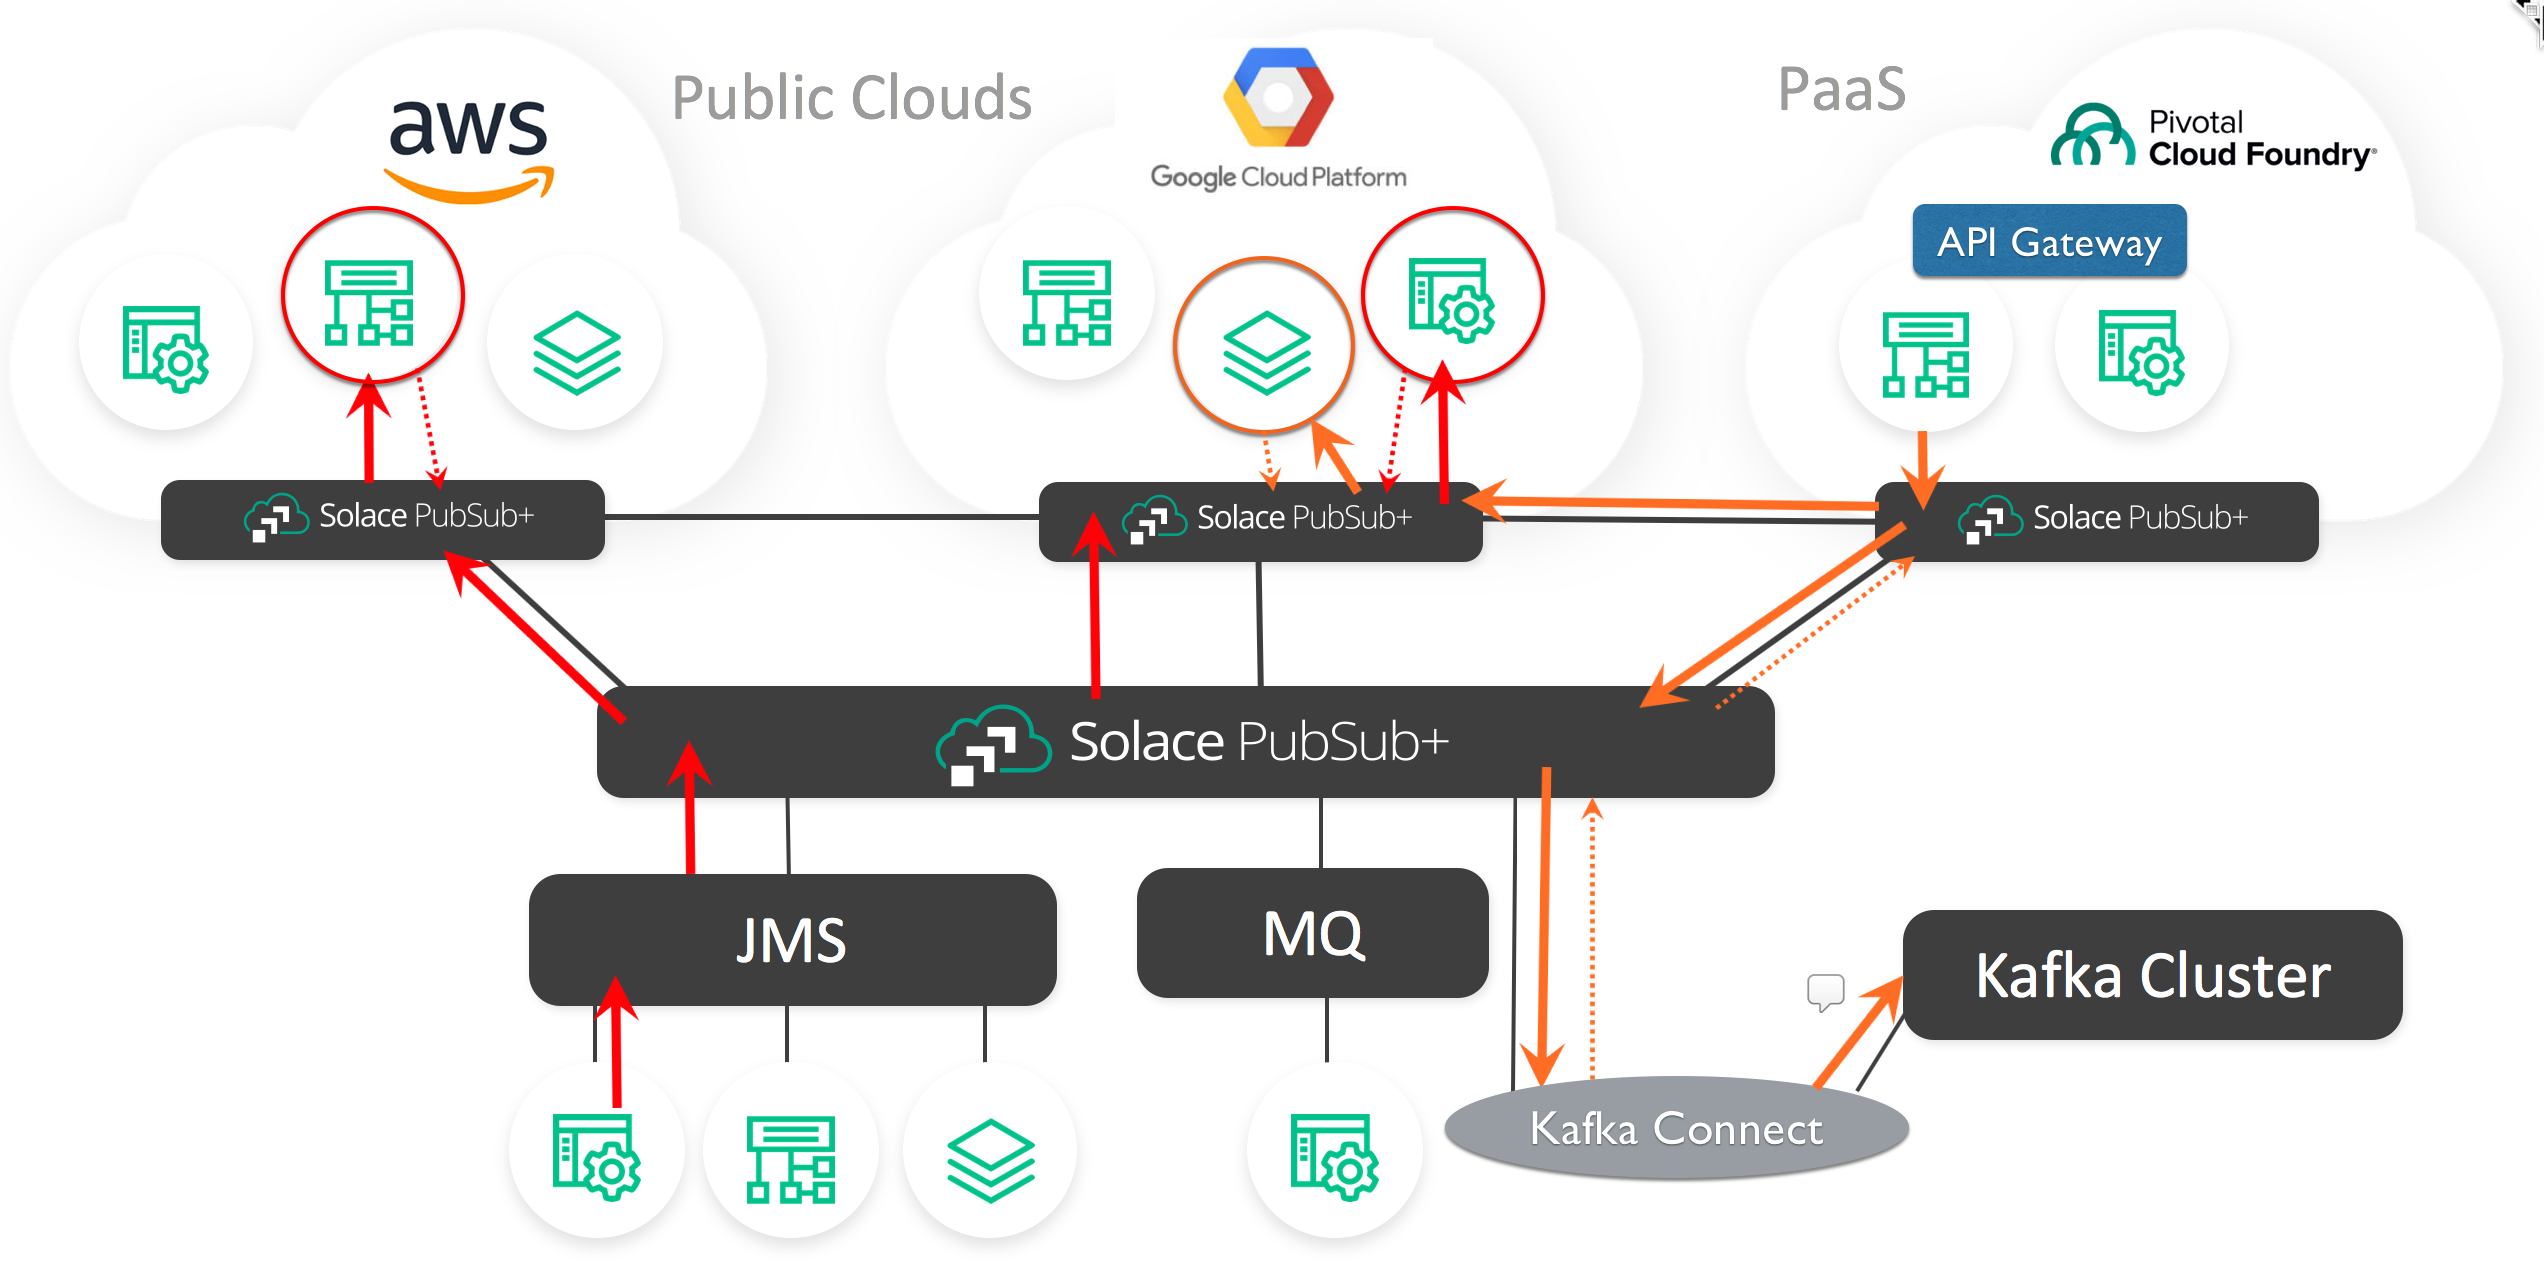 aws
Public Clouds
Google Cloud Platform
PaaS
Pivotal
Cloud Foundry®
API Gateway
Solace PubSub+
Solace PubSub+
Solace PubSub+
Solace PubSub+
JMS
MQ
Kafka Cluster
Kafka Connect